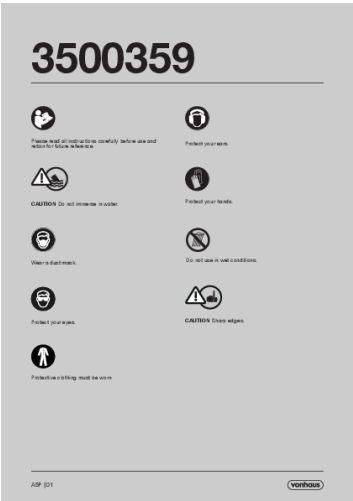 3500359
Please read all instructions carefully before use and
retain for future reference.
Protect your ears.
CAUTION Do not immerse in water.
Protect your hands.
Wear a dust mask.
Do not use in wet conditions.
Protect your eyes.
CAUTION Sharp edges.
Protective clothing must be worn
vonhaus